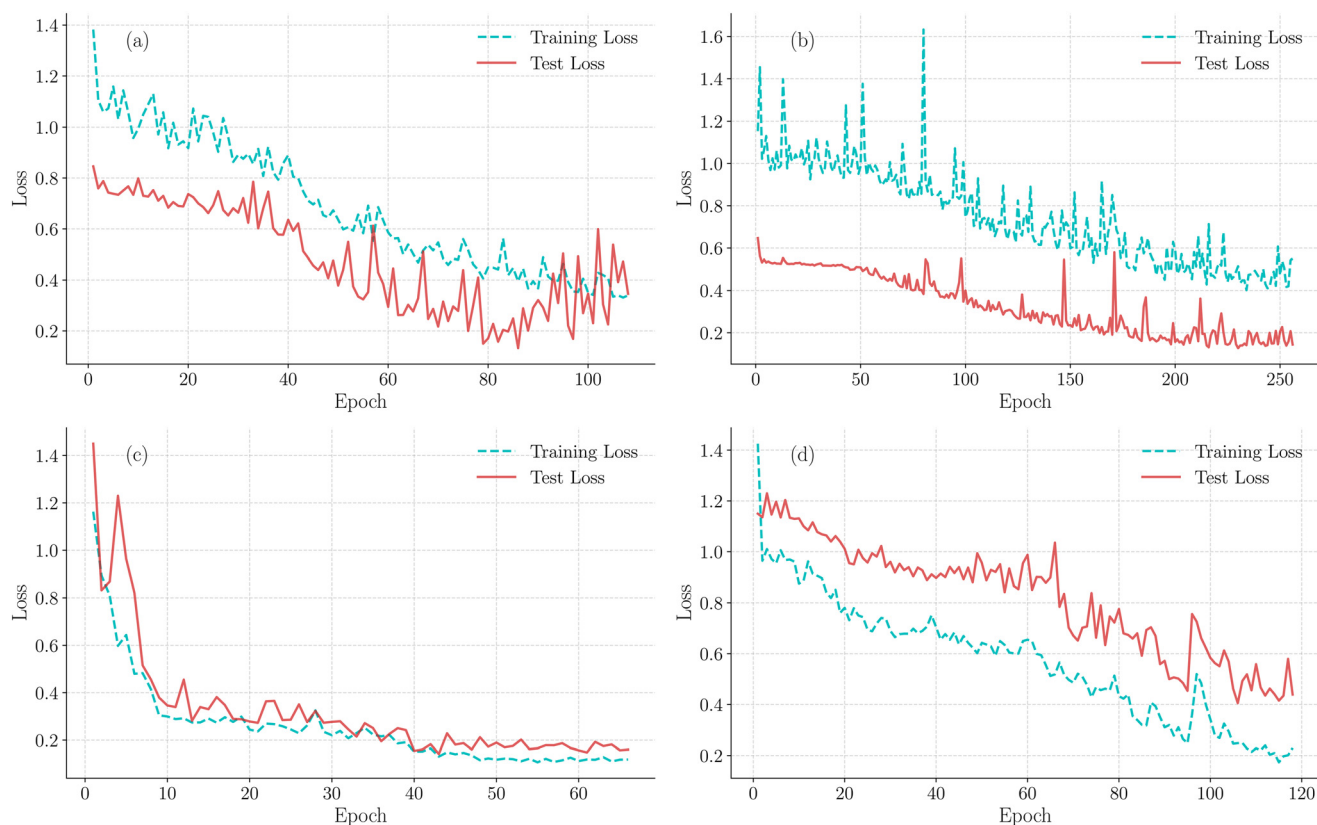 (a)
Training Loss
Test Loss
Loss
1.4
1.2
1.0
0.8
0.6
0.4
0.2
0 20 40 60 80 100
Epoch
(b)
Training Loss
Test Loss
Loss
1.6
1.4
1.2
1.0
0.8
0.6
0.4
0.2
0 50 100 150 200 250
Epoch
(c)
Training Loss
Test Loss
Loss
1.4
1.2
1.0
0.8
0.6
0.4
0.2
0 10 20 30 40 50 60
Epoch
(d)
Training Loss
Test Loss
Loss
1.4
1.2
1.0
0.8
0.6
0.4
0.2
0 20 40 60 80 100 120
Epoch